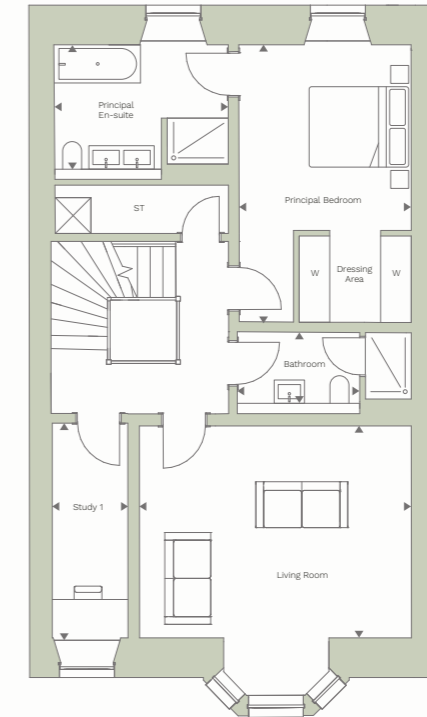 Principal
En-suite
ST
Principal Bedroom
W
Dressing
Area
W
Bathroom
Study 1
Living Room